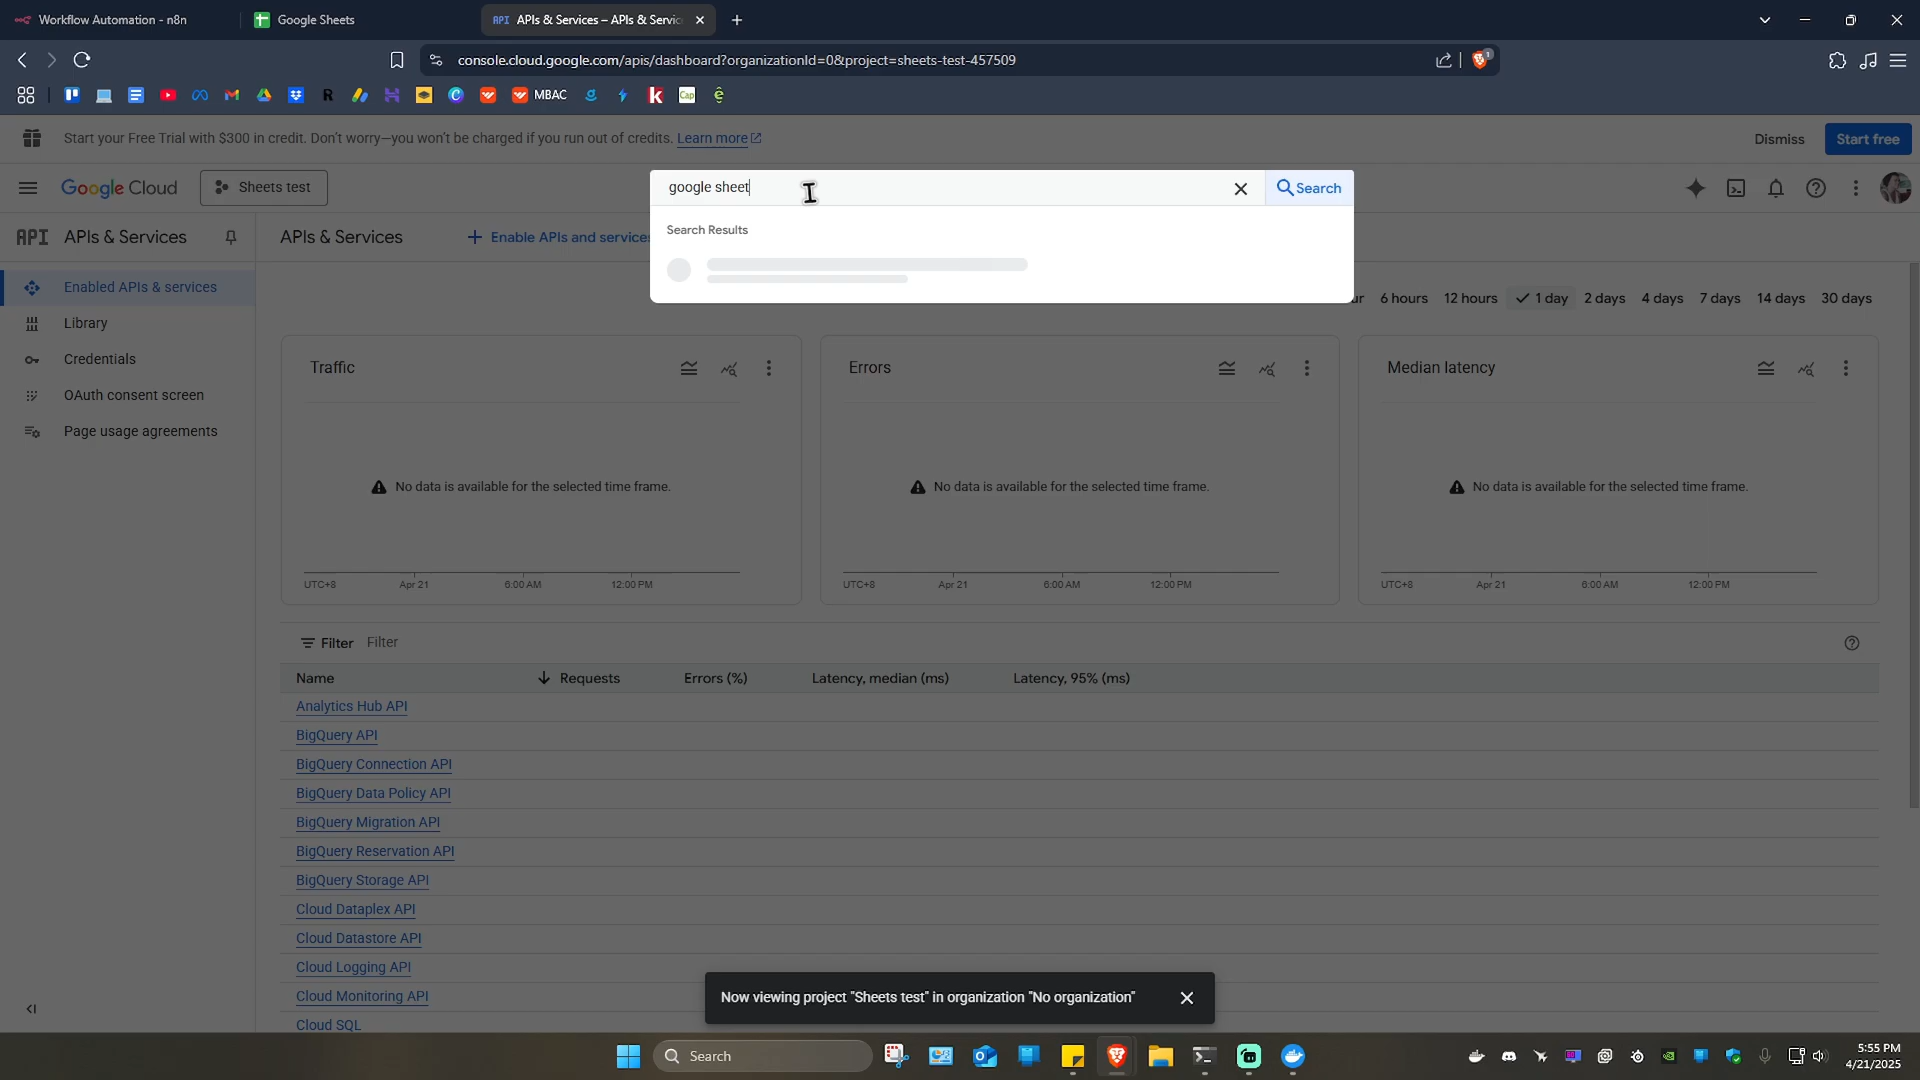 Workflow Automation - n8n
Google Sheets
API APIs & Services – APIs & Servic
console.cloud.google.com/apis/dashboard?organizationId=0&project=sheets-test-457509
1
MBAC
Start your Free Trial with $300 in credit. Don't worry—you won't be charged if you run out of credits. Learn more
Dismiss
Start free
Google Cloud
Sheets test
google sheet
Search
API APIs & Services
APIs & Services
Enable APIs and services
Search Results
Enabled APIs & services
Library
Credentials
OAuth consent screen
Page usage agreements
ur
6 hours
12 hours
1 day
2 days
4 days
7 days
14 days
30 days
Traffic
No data is available for the selected time frame.
UTC+8
Apr 21
6:00 AM
12:00 PM
Errors
No data is available for the selected time frame.
UTC+8
Apr 21
6:00 AM
12:00 PM
Median latency
No data is available for the selected time frame.
UTC+8
Apr 21
6:00 AM
12:00 PM
Filter
Filter
Name
Requests
Errors (%)
Latency, median (ms)
Latency, 95% (ms)
Analytics Hub API
BigQuery API
BigQuery Connection API
BigQuery Data Policy API
BigQuery Migration API
BigQuery Reservation API
BigQuery Storage API
Cloud Dataplex API
Cloud Datastore API
Cloud Logging API
Cloud Monitoring API
Cloud SQL
Now viewing project "Sheets test" in organization "No organization"
Search
5:55 PM
4/21/2025